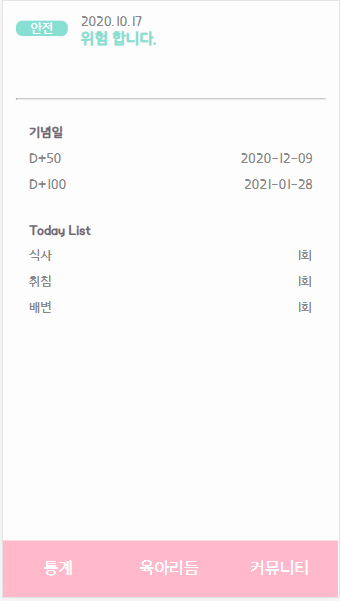 안전
2020.10.17
위험 합니다.
기념일
D+50 2020-12-09
D+100 2021-01-28
Today List
식사 1회
취침 1회
배변 1회
통계 육아리듬 커뮤니티